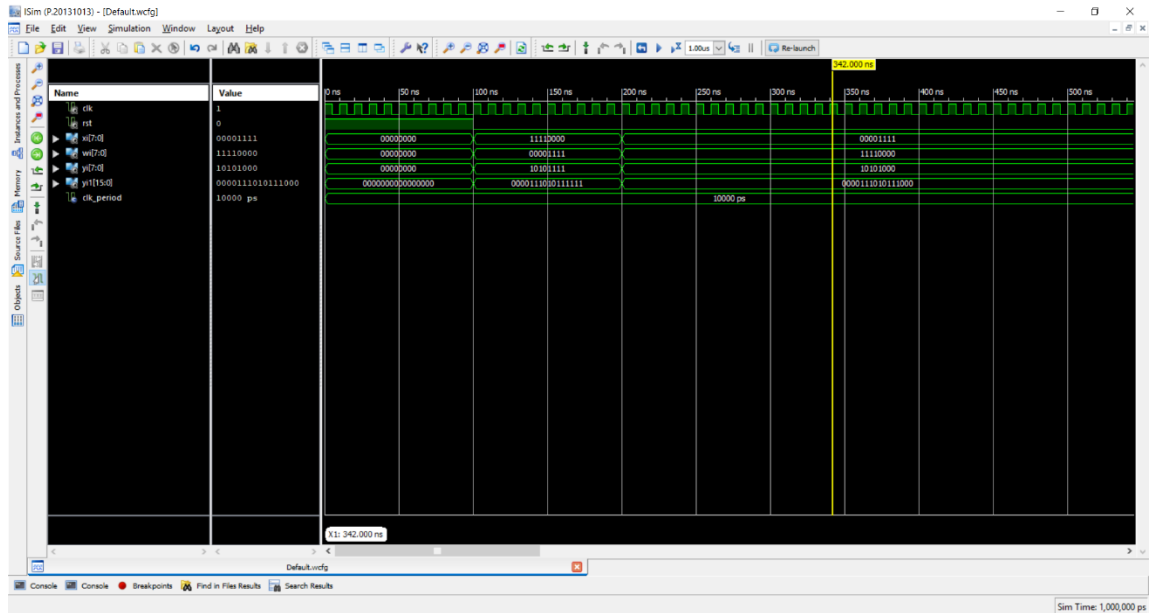 ISim (P.20131013) - [Default.wcfg]
File Edit View Simulation Window Layout Help
1.00us Re-launch
342.000 ns
Name Value
0 ns 50 ns 100 ns 150 ns 200 ns 250 ns 300 ns 350 ns 400 ns 450 ns 500 ns
clk 1
rst 0
xi[7:0] 00001111 00000000 11110000 00001111
wi[7:0] 11110000 00000000 00001111 11110000
yi[7:0] 10101000 00000000 10101111 10101000
yi1[15:0] 0000111010111000 0000000000000000 0000111010111111 0000111010111000
clk_period 10000 ps 10000 ps
Instances and Processes
Memory
Source Files
Objects
X1: 342.000 ns
Default.wcfg
Console Console Breakpoints Find in Files Results Search Results
Sim Time: 1,000,000 ps